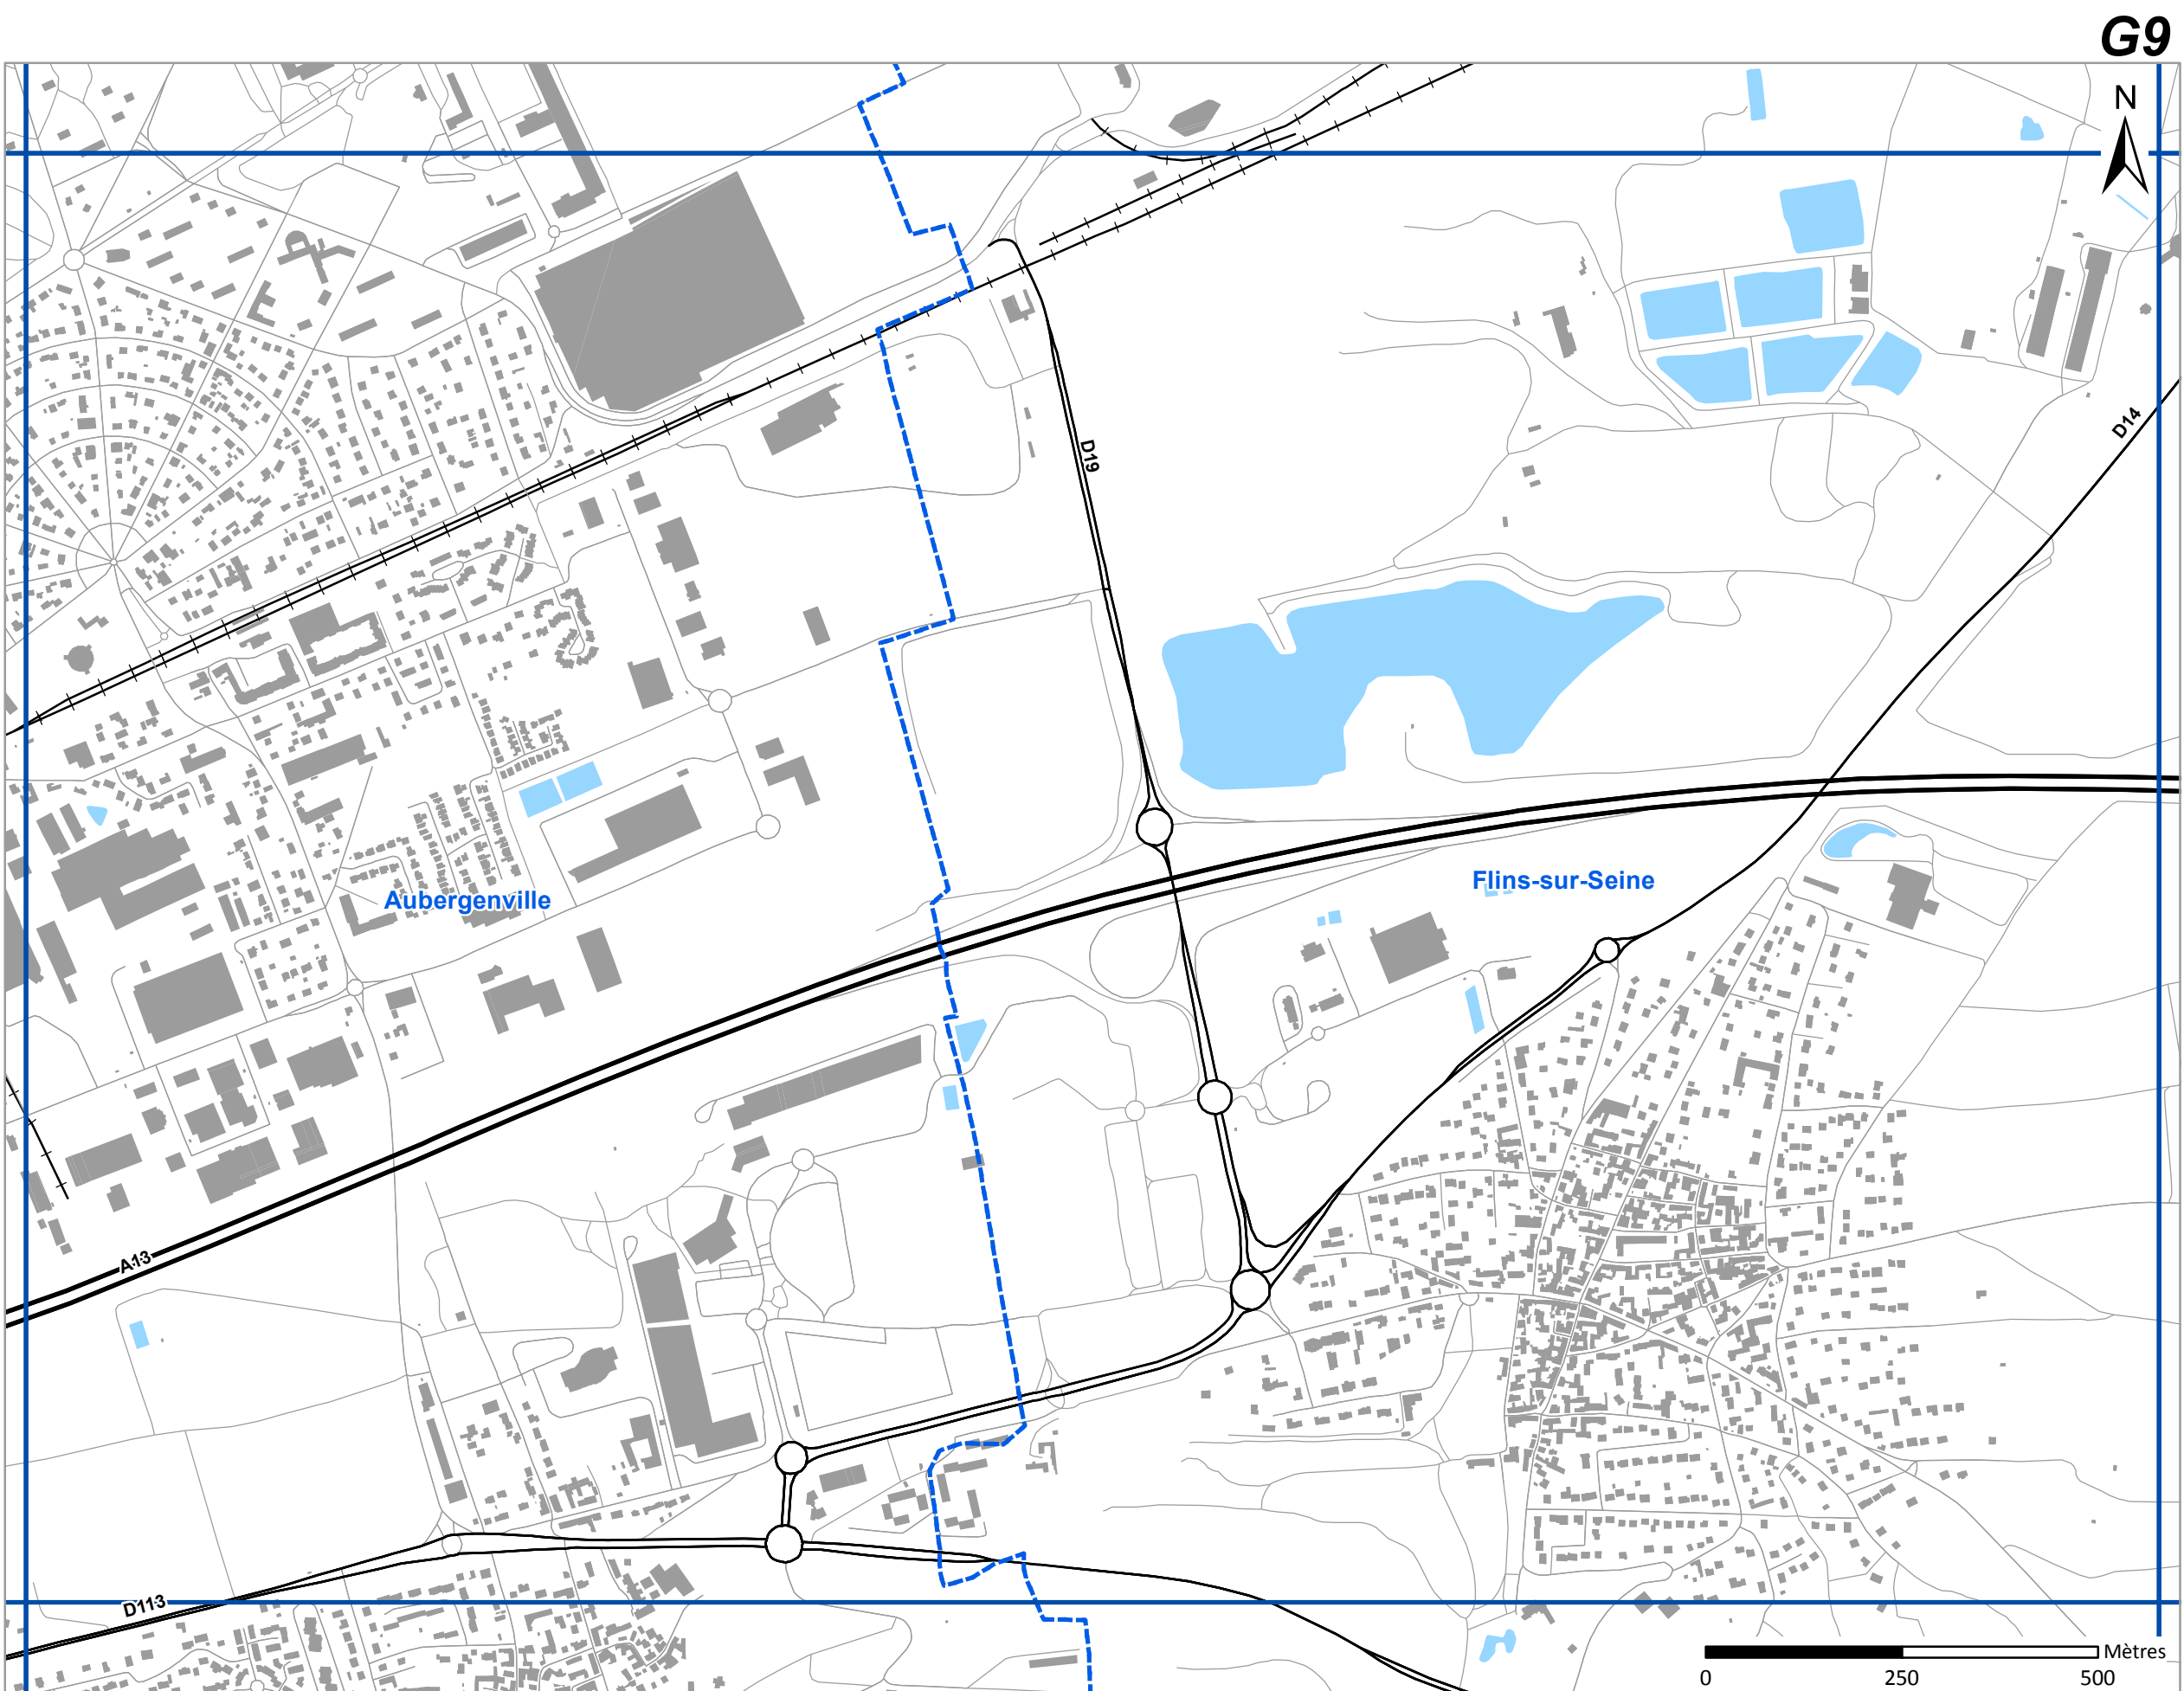 G9
N
D14
D19
Flins-sur-Seine
Aubergenville
A13
D113
Mètres
0 250 500